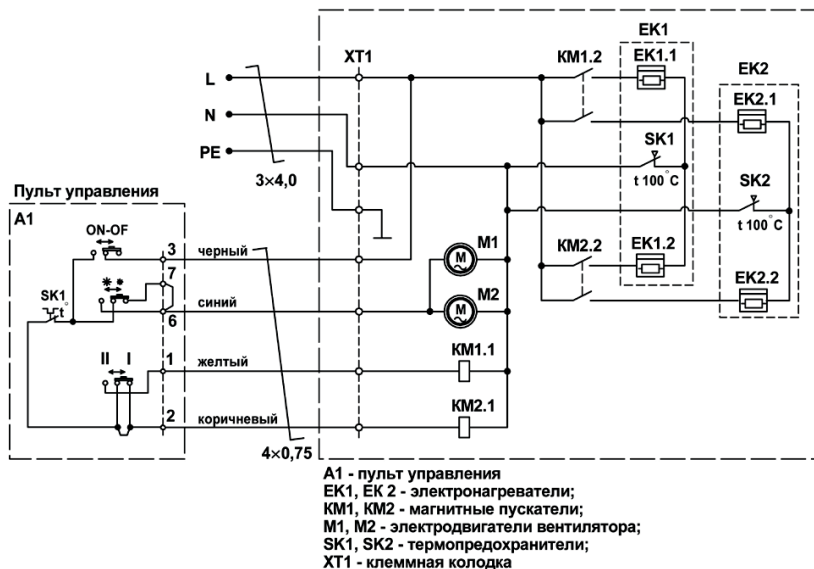 EK1
XT1
KM1.2
EK1.1
EK2
L
EK2.1
N
SK1
PE
t 100°C
3×4,0
SK2
Пульт управления
t 100°C
A1
ON-OF
M1
KM2.2
EK1.2
3
черный
M
7
SK1
t°
M2
EK2.2
синий
M
6
KM1.1
II I
1
желтый
KM2.1
2
коричневый
4×0,75
A1 - пульт управления
EK1, EK 2 - электронагреватели;
KM1, KM2 - магнитные пускатели;
M1, M2 - электродвигатели вентилятора;
SK1, SK2 - термопредохранители;
XT1 - клеммная колодка